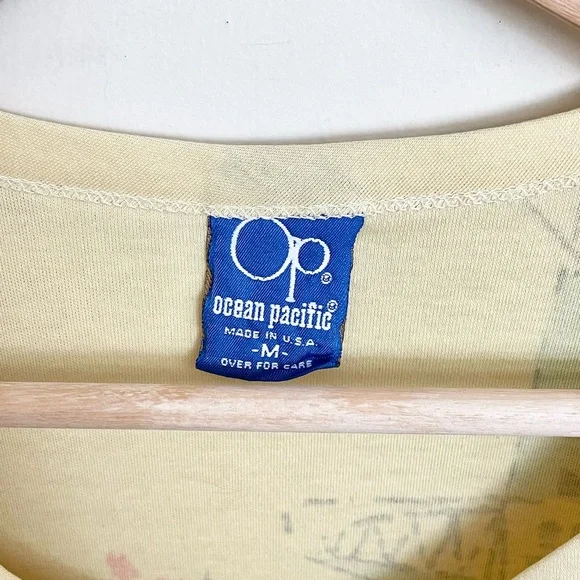 Op®
ocean pacific®
MADE IN U.S.A.
-M-
OVER FOR CARE